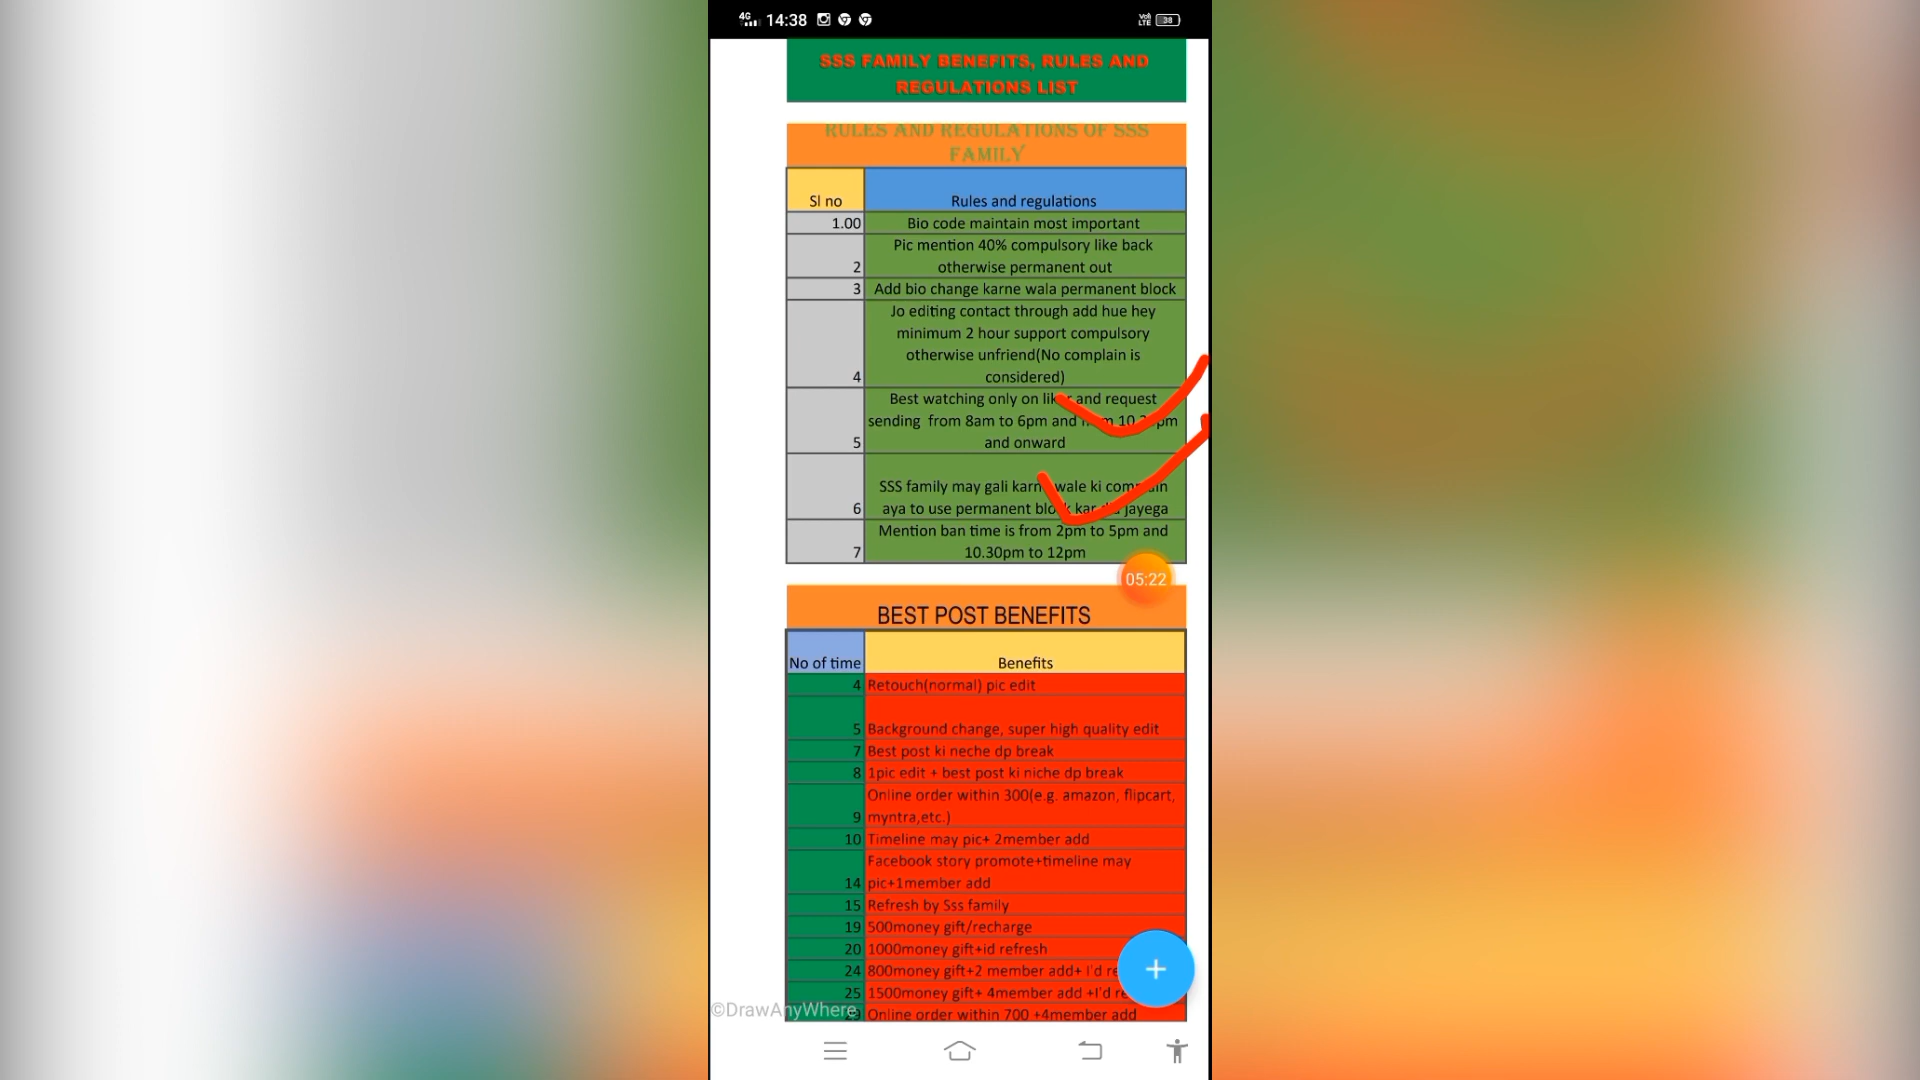 4G 14:38 Vol LTE 38
SSS FAMILY BENEFITS, RULES AND
REGULATIONS LIST
RULES AND REGULATIONS OF SSS
FAMILY
Sl no Rules and regulations
1.00 Bio code maintain most important
Pic mention 40% compulsory like back
2 otherwise permanent out
3 Add bio change karne wala permanent block
Jo editing contact through add hue hey
minimum 2 hour support compulsory
otherwise unfriend(No complain is
4 considered)
Best watching only on and request
sending from 8am to 6pm and
5 and onward
SSS family may gali wale ki
6 aya to use permanent jayega
Mention ban time is from 2pm to 5pm and
7 10.30pm to 12pm
05:22
BEST POST BENEFITS
No of time Benefits
4 Retouch(normal) pic edit
5 Background change, super high quality edit
7 Best post ki neche dp break
8 1pic edit + best post ki niche dp break
Online order within 300(e.g. amazon, flipcart,
9 myntra,etc.)
10 Timeline may pic+ 2member add
Facebook story promote+timeline may
14 pic+1member add
15 Refresh by Sss family
19 500money gift/recharge
20 1000money gift+id refresh
24 800money gift+2 member add+ I'd
25 1500money gift+ 4member add +I'd
©DrawAnyWhere Online order within 700 +4member add